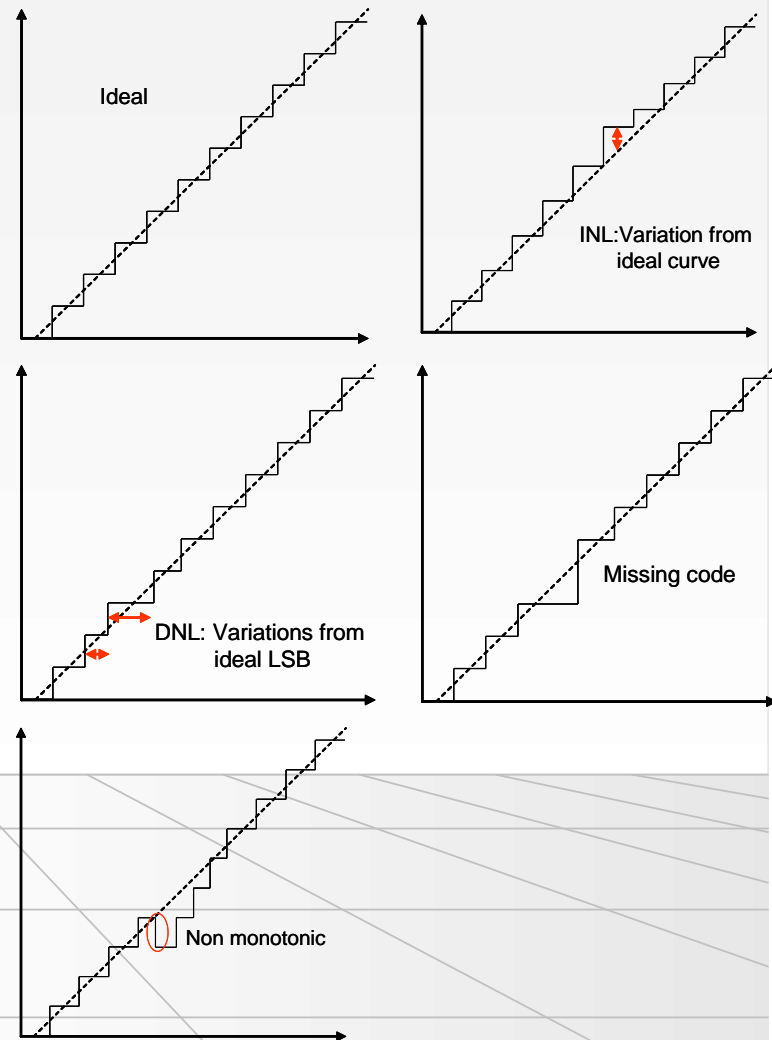 Ideal
INL:Variation from
ideal curve
DNL: Variations from
ideal LSB
Missing code
Non monotonic